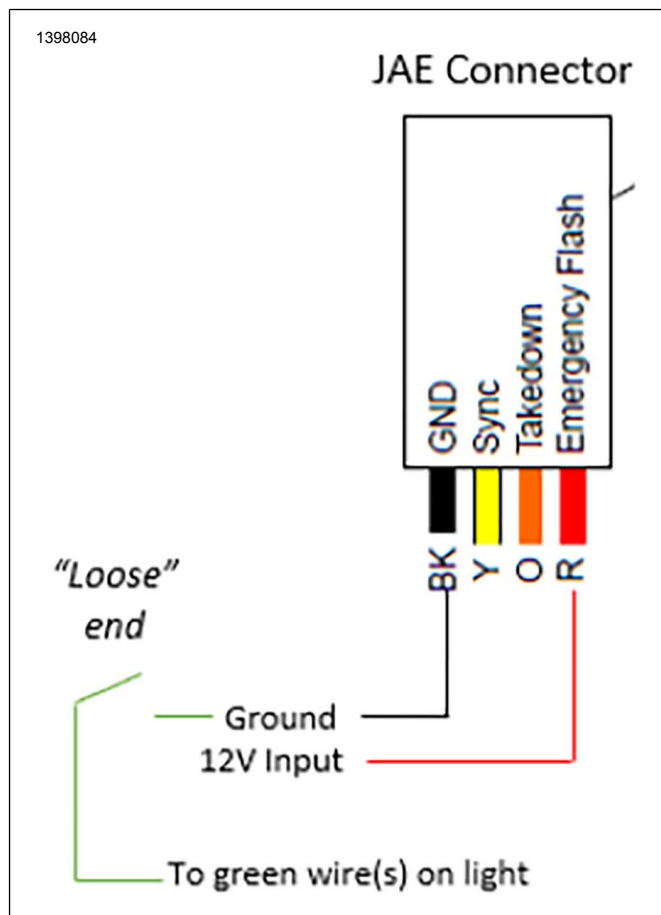 1398084
JAE Connector
GND
Sync
Takedown
Emergency Flash
BK
Y
O
R
“Loose”
end
Ground
12V Input
To green wire(s) on light